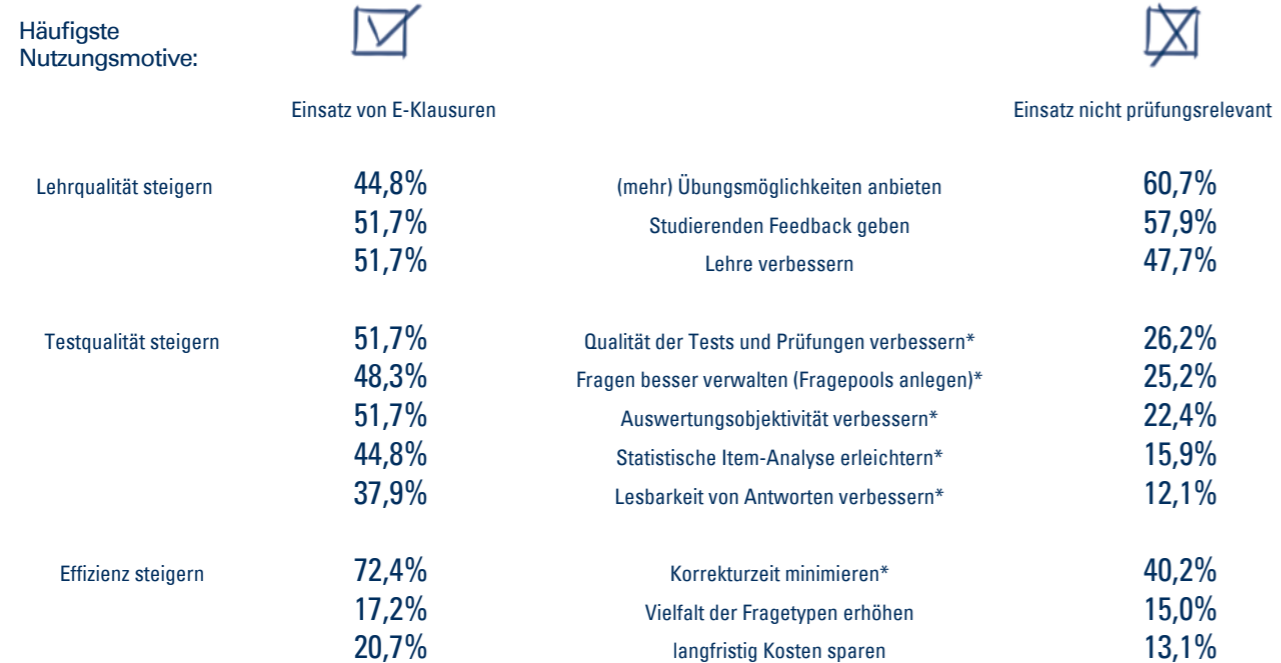 Häufigste
Nutzungsmotive:
Einsatz von E-Klausuren Einsatz nicht prüfungsrelevant
Lehrqualität steigern 44,8% (mehr) Übungsmöglichkeiten anbieten 60,7%
51,7% Studierenden Feedback geben 57,9%
51,7% Lehre verbessern 47,7%
Testqualität steigern 51,7% Qualität der Tests und Prüfungen verbessern* 26,2%
48,3% Fragen besser verwalten (Fragepools anlegen)* 25,2%
51,7% Auswertungsobjektivität verbessern* 22,4%
44,8% Statistische Item-Analyse erleichtern* 15,9%
37,9% Lesbarkeit von Antworten verbessern* 12,1%
Effizienz steigern 72,4% Korrekturzeit minimieren* 40,2%
17,2% Vielfalt der Fragetypen erhöhen 15,0%
20,7% langfristig Kosten sparen 13,1%